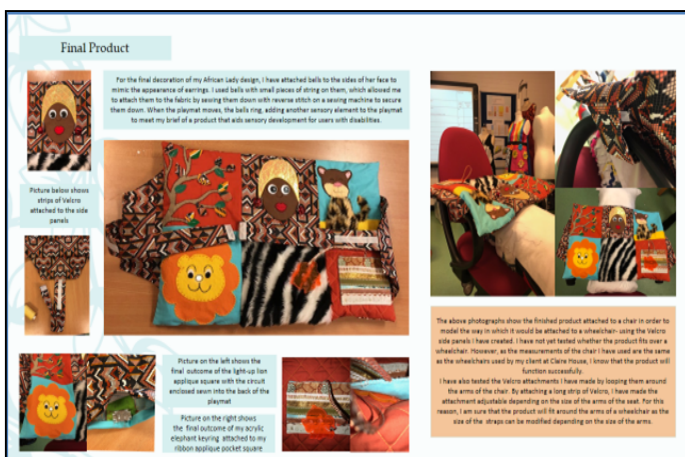 Final Product
For the final decoration of my African Lady design, I have attached bells to the sides of her face to
mimic the appearance of earrings. I used bells with small pieces of string on them, which allowed me
to attach them to the fabric by sewing them down with reverse stitch on a sewing machine to secure
them down. When the playmat moves, the bells ring, adding another sensory element to the playmat
to meet my brief of a product that aids sensory development for users with disabilities.
Picture below shows
strips of Velcro
attached to the side
panels
The above photographs show the finished product attached to a chair in order to
model the way in which it would be attached to a wheelchair- using the Velcro
side panels I have created. I have not yet tested whether the product fits over a
wheelchair. However, as the measurements of the chair I have used are the same
as the wheelchairs used by my client at Claire House, I know that the product will
function successfully.
I have also tested the Velcro attachments I have made by looping them around
the arms of the chair. By attaching a long strip of Velcro, I have made the
attachment adjustable depending on the size of the arms of the seat. For this
reason, I am sure that the product will fit around the arms of a wheelchair as the
size of the straps can be modified depending on the size of the arms.
Picture on the left shows
the final outcome of the light-up lion
applique square with the circuit
enclosed sewn into the back of the
playmat
Picture on the right shows
the final outcome of my acrylic
elephant keyring attached to my
ribbon applique pocket square